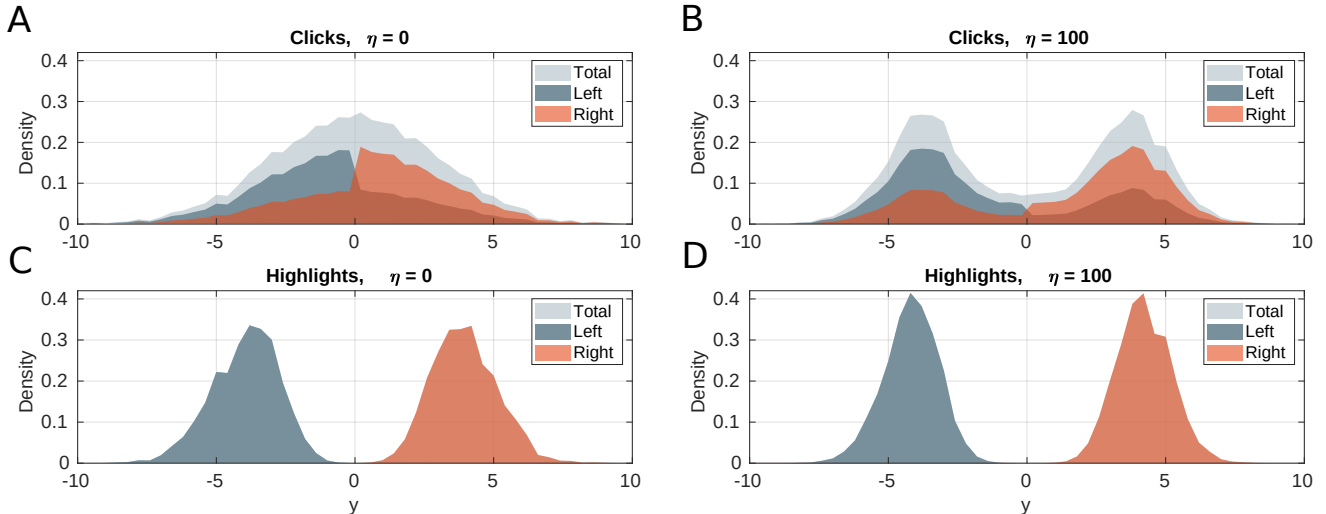 A
Clicks, η = 0
0.4
0.3
0.2
0.1
0
Density
Total
Left
Right
-10
-5
0
5
10
B
Clicks, η = 100
0.4
0.3
0.2
0.1
0
Density
Total
Left
Right
-10
-5
0
5
10
C
Highlights, η = 0
0.4
0.3
0.2
0.1
0
Density
Total
Left
Right
-10
-5
0
5
10
y
D
Highlights, η = 100
0.4
0.3
0.2
0.1
0
Density
Total
Left
Right
-10
-5
0
5
10
y